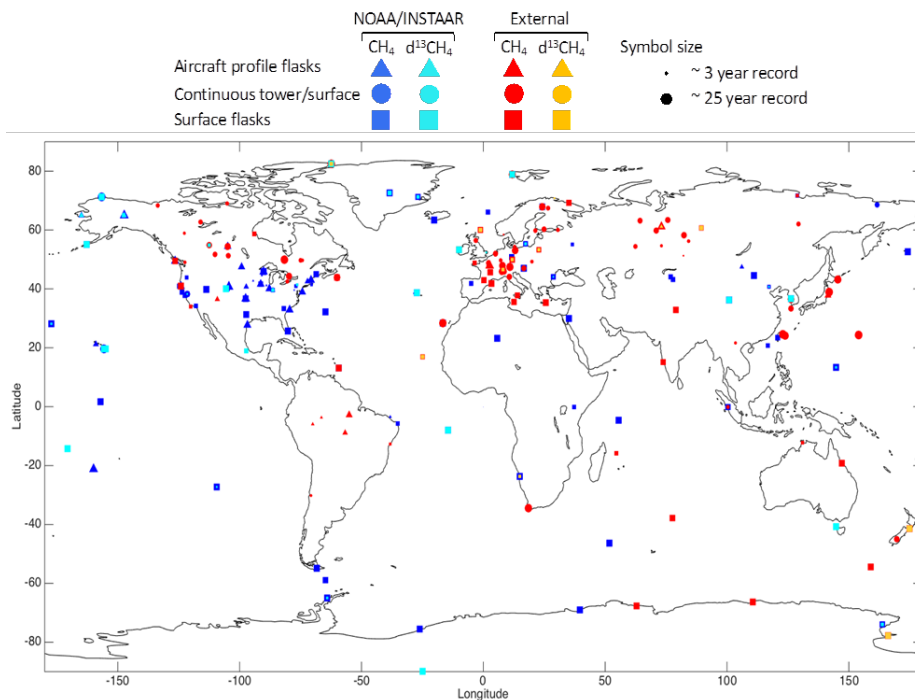 NOAA/INSTAAR External
CH₄ d¹³CH₄ CH₄ d¹³CH₄ Symbol size
Aircraft profile flasks ~ 3 year record
Continuous tower/surface ~ 25 year record
Surface flasks
80
60
40
20
0
-20
-40
-60
-80
Latitude
-150 -100 -50 0 50 100 150
Longitude